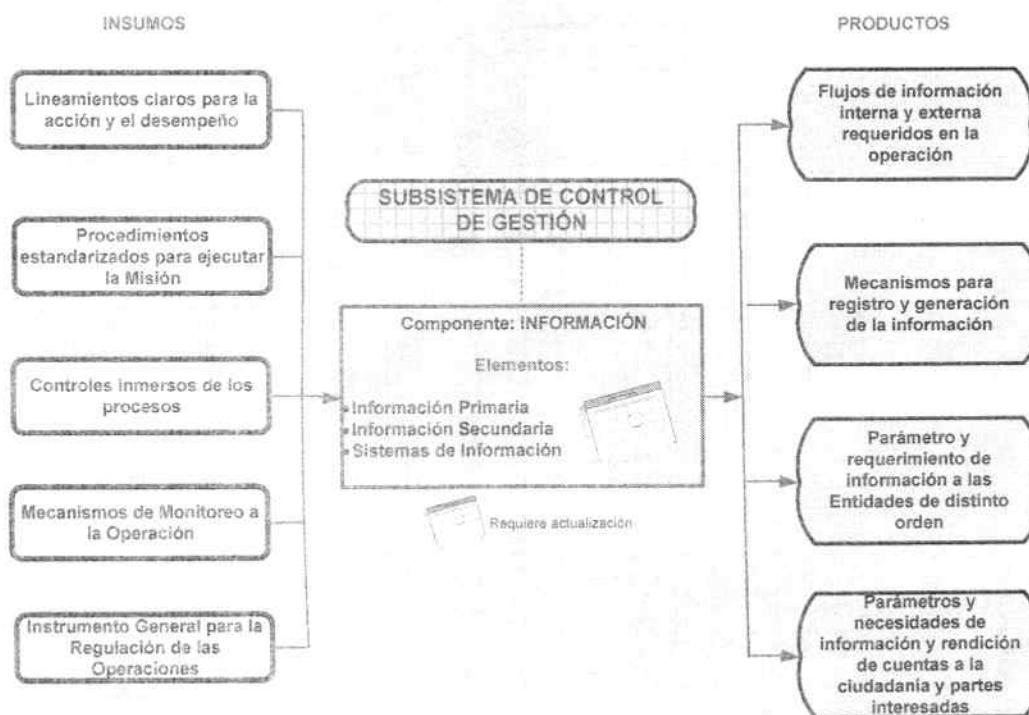 INSUMOS
Lineamientos claros para la
acción y el desempeño
Procedimientos
estandarizados para ejecutar
la Misión
Controles inmersos de los
procesos
Mecanismos de Monitoreo a
la Operación
Instrumento General para la
Regulación de las
Operaciones
SUBSISTEMA DE CONTROL
DE GESTIÓN
Componente: INFORMACIÓN
Elementos:
•Información Primaria
•Información Secundaria
•Sistemas de Información
Requiere actualización
PRODUCTOS
Flujos de información
interna y externa
requeridos en la
operación
Mecanismos para
registro y generación
de la información
Parámetro y
requerimiento de
información a las
Entidades de distinto
orden
Parámetros y
necesidades de
información y rendición
de cuentas a la
ciudadanía y partes
interesadas